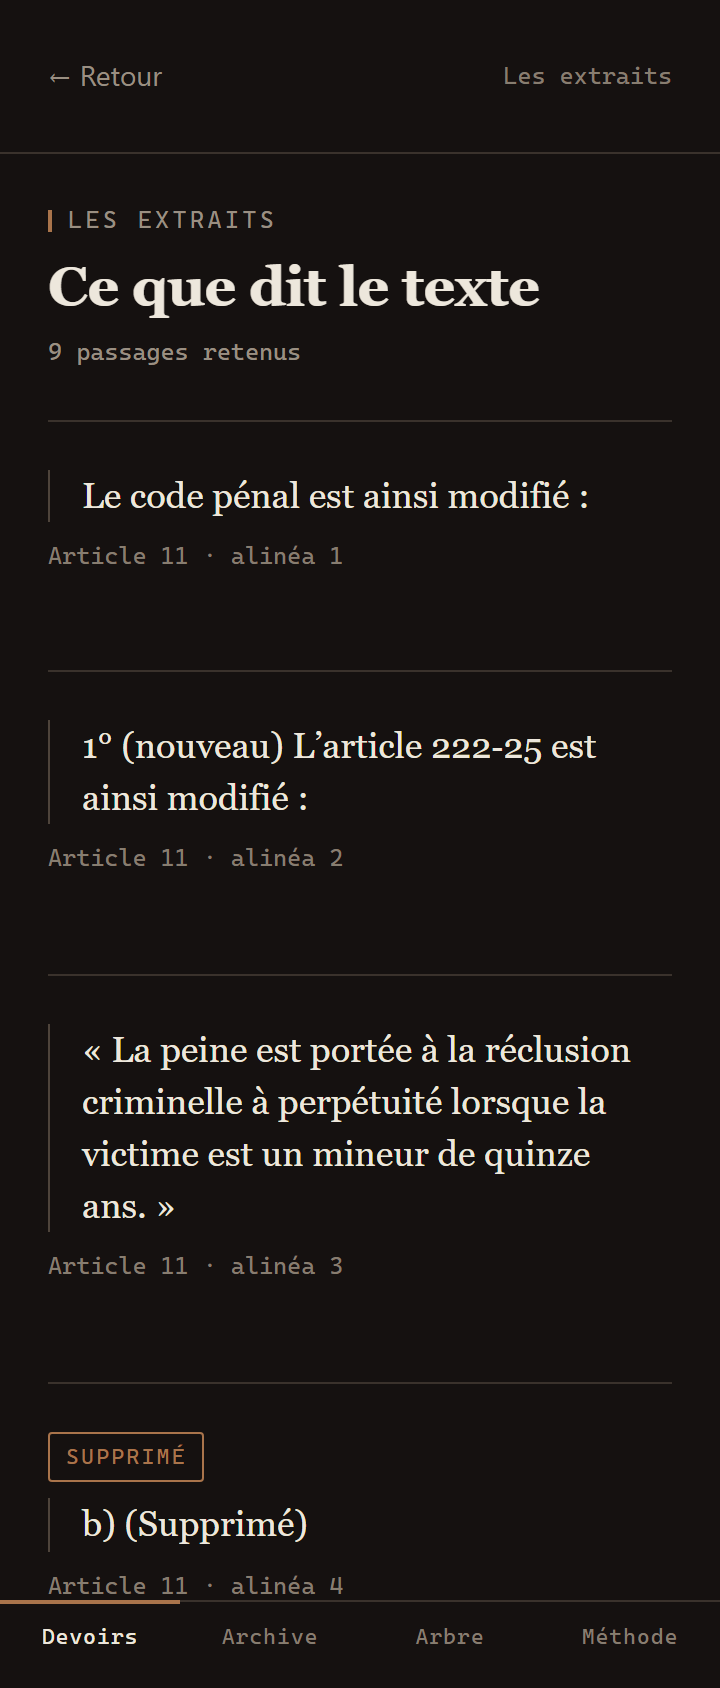 ← Retour
Les extraits
LES EXTRAITS
Ce que dit le texte
9 passages retenus
Le code pénal est ainsi modifié :
Article 11 · alinéa 1
1° (nouveau) L’article 222-25 est
ainsi modifié :
Article 11 · alinéa 2
« La peine est portée à la réclusion
criminelle à perpétuité lorsque la
victime est un mineur de quinze
ans. »
Article 11 · alinéa 3
SUPPRIMÉ
b) (Supprimé)
Article 11 · alinéa 4
Devoirs
Archive
Arbre
Méthode